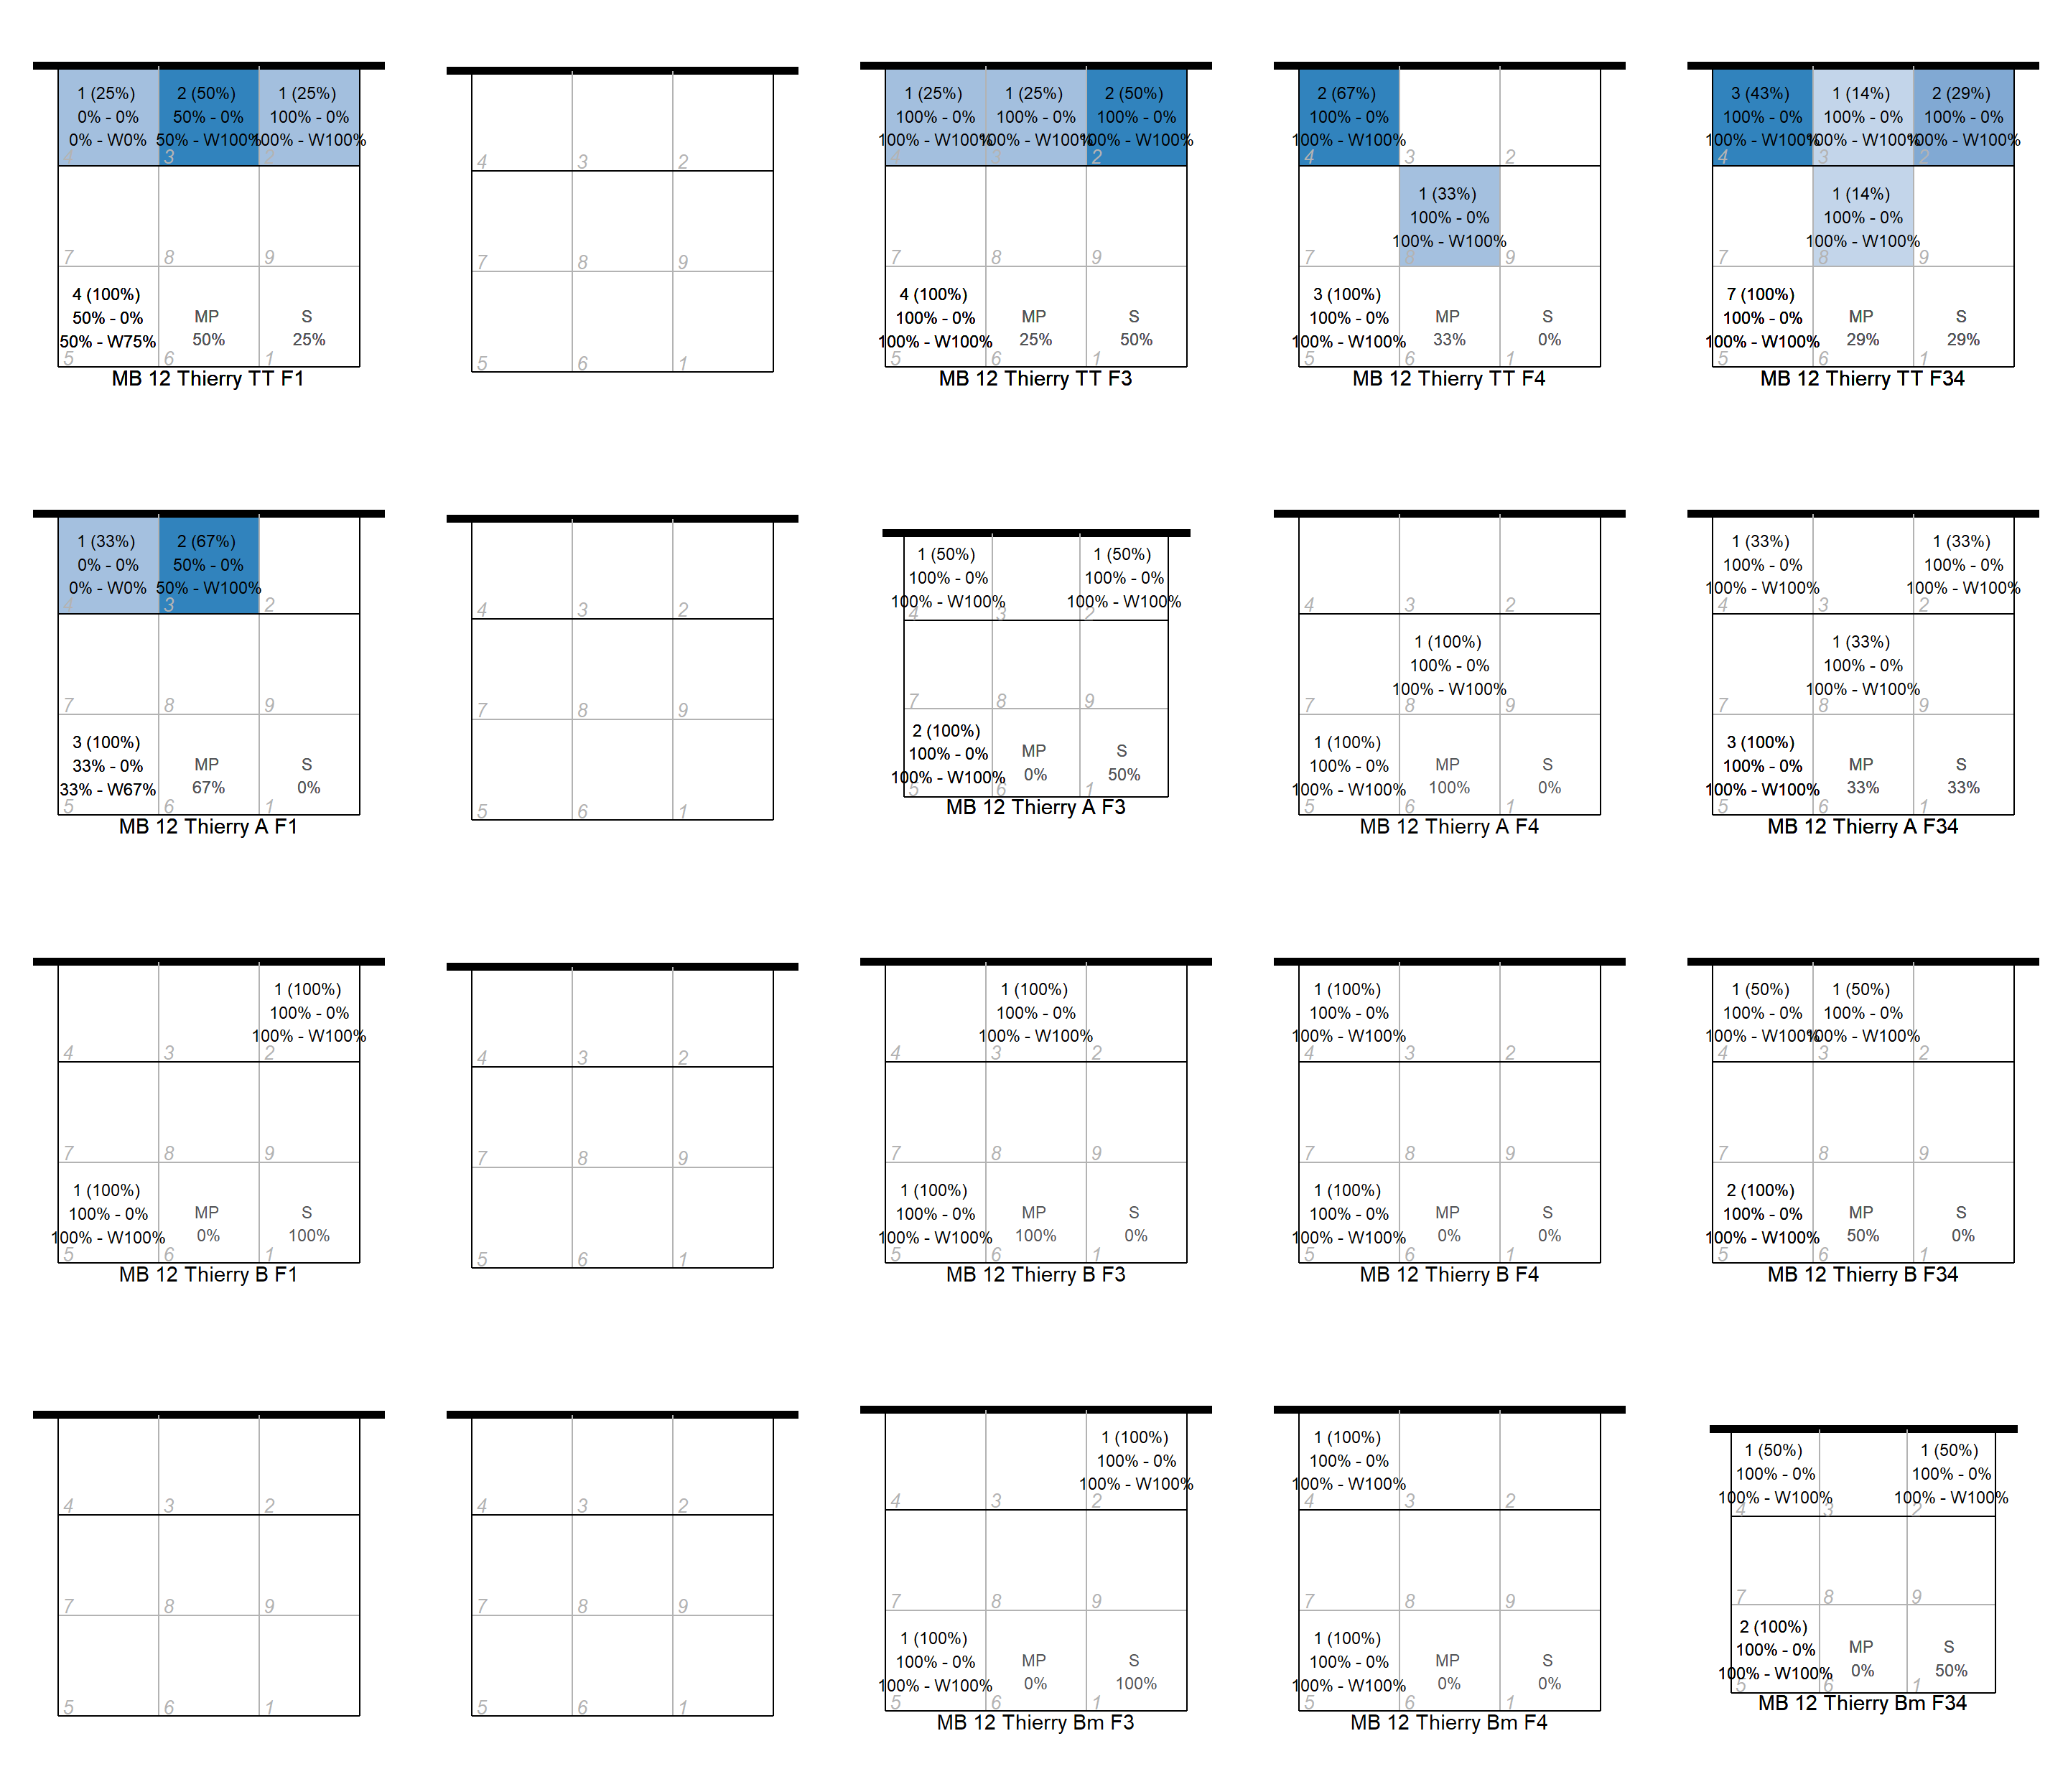 1 (25%) 2 (50%) 1 (25%)
0% - 0% 50% - 0% 100% - 0%
0% - W0% 50% - W100% 100% - W100%
4 3 2
7 8 9
4 (100%)
50% - 0% MP S
50% - W75% 50% 25%
5 6 1
MB 12 Thierry TT F1
4 3 2
7 8 9
5 6 1
1 (25%) 1 (25%) 2 (50%)
100% - 0% 100% - 0% 100% - 0%
100% - W100% 100% - W100% 100% - W100%
4 3 2
7 8 9
4 (100%)
100% - 0% MP S
100% - W100% 25% 50%
5 6 1
MB 12 Thierry TT F3
2 (67%)
100% - 0%
100% - W100%
4 3 2
1 (33%)
100% - 0%
100% - W100%
7 8 9
3 (100%)
100% - 0% MP S
100% - W100% 33% 0%
5 6 1
MB 12 Thierry TT F4
3 (43%) 1 (14%) 2 (29%)
100% - 0% 100% - 0% 100% - 0%
100% - W100% 100% - W100% 100% - W100%
4 3 2
1 (14%)
100% - 0%
100% - W100%
7 8 9
7 (100%)
100% - 0% MP S
100% - W100% 29% 29%
5 6 1
MB 12 Thierry TT F34
1 (33%) 2 (67%)
0% - 0% 50% - 0%
0% - W0% 50% - W100%
4 3 2
7 8 9
3 (100%)
33% - 0% MP S
33% - W67% 67% 0%
5 6 1
MB 12 Thierry A F1
4 3 2
7 8 9
5 6 1
1 (50%) 1 (50%)
100% - 0% 100% - 0%
100% - W100% 100% - W100%
4 3 2
7 8 9
2 (100%)
100% - 0% MP S
100% - W100% 0% 50%
5 6 1
MB 12 Thierry A F3
4 3 2
1 (100%)
100% - 0%
100% - W100%
7 8 9
1 (100%)
100% - 0% MP S
100% - W100% 100% 0%
5 6 1
MB 12 Thierry A F4
1 (33%) 1 (33%)
100% - 0% 100% - 0%
100% - W100% 100% - W100%
4 3 2
1 (33%)
100% - 0%
100% - W100%
7 8 9
3 (100%)
100% - 0% MP S
100% - W100% 33% 33%
5 6 1
MB 12 Thierry A F34
1 (100%)
100% - 0%
100% - W100%
4 3 2
7 8 9
1 (100%)
100% - 0% MP S
100% - W100% 0% 100%
5 6 1
MB 12 Thierry B F1
4 3 2
7 8 9
5 6 1
1 (100%)
100% - 0%
100% - W100%
4 3 2
7 8 9
1 (100%)
100% - 0% MP S
100% - W100% 100% 0%
5 6 1
MB 12 Thierry B F3
1 (100%)
100% - 0%
100% - W100%
4 3 2
7 8 9
1 (100%)
100% - 0% MP S
100% - W100% 0% 0%
5 6 1
MB 12 Thierry B F4
1 (50%) 1 (50%)
100% - 0% 100% - 0%
100% - W100% 100% - W100%
4 3 2
7 8 9
2 (100%)
100% - 0% MP S
100% - W100% 50% 0%
5 6 1
MB 12 Thierry B F34
4 3 2
7 8 9
5 6 1
4 3 2
7 8 9
5 6 1
1 (100%)
100% - 0%
100% - W100%
4 3 2
7 8 9
1 (100%)
100% - 0% MP S
100% - W100% 0% 100%
5 6 1
MB 12 Thierry Bm F3
1 (100%)
100% - 0%
100% - W100%
4 3 2
7 8 9
1 (100%)
100% - 0% MP S
100% - W100% 0% 0%
5 6 1
MB 12 Thierry Bm F4
1 (50%) 1 (50%)
100% - 0% 100% - 0%
100% - W100% 100% - W100%
4 3 2
7 8 9
2 (100%)
100% - 0% MP S
100% - W100% 0% 50%
5 6 1
MB 12 Thierry Bm F34